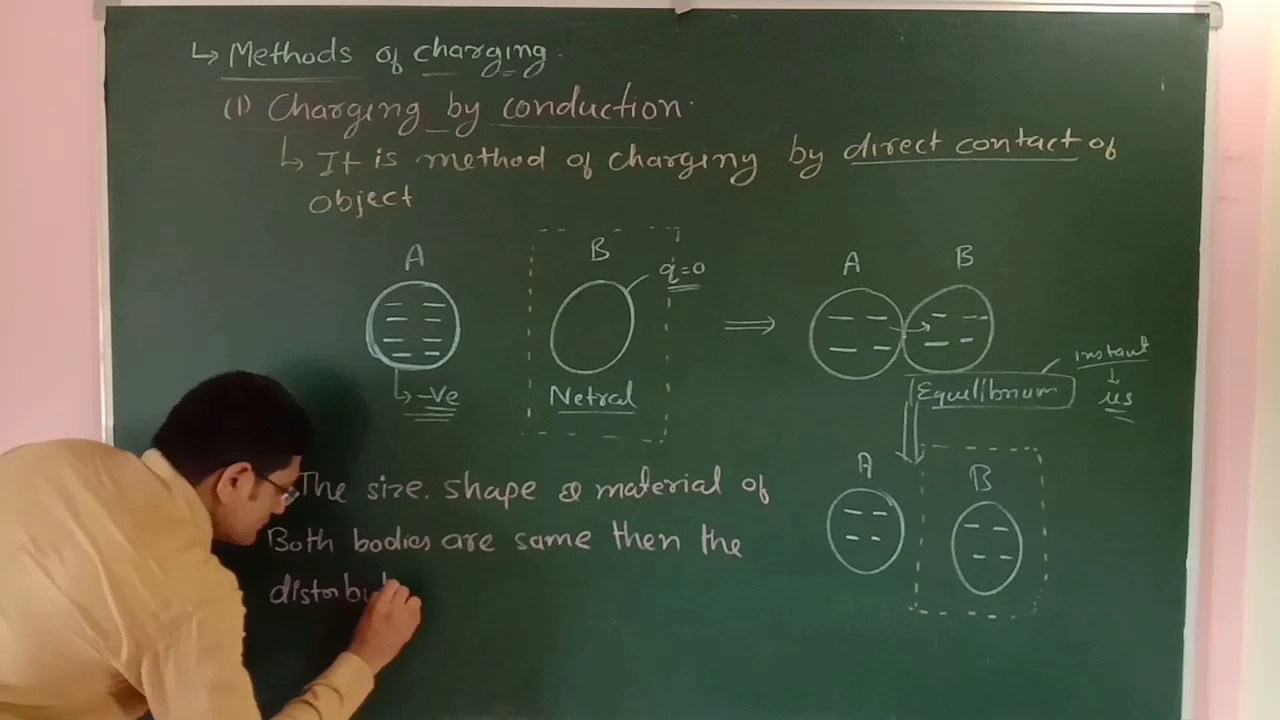 ↳ Methods of charging.
(1) Charging by conduction.
↳ It is method of charging by direct contact of
object
A
B
q=0
A
B
instant
↓
μs
-ve
Netral
Equilibrium
A
B
The size. shape & material of
Both bodies are same then the